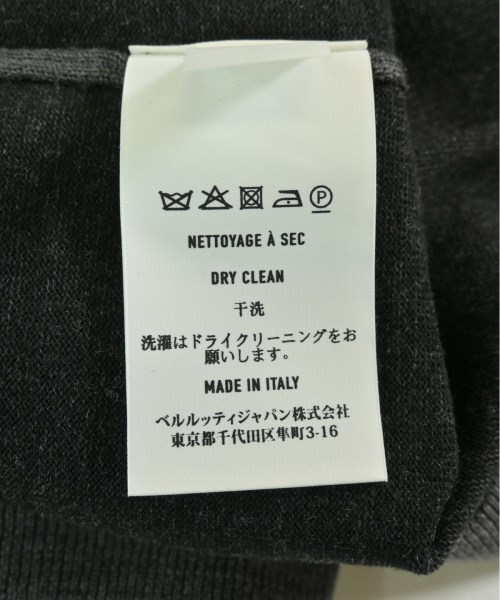 NETTOYAGE À SEC
DRY CLEAN
干洗
洗濯はドライクリーニングをお
願いします。
MADE IN ITALY
ベルルッティジャパン株式会社
東京都千代田区隼町3-16